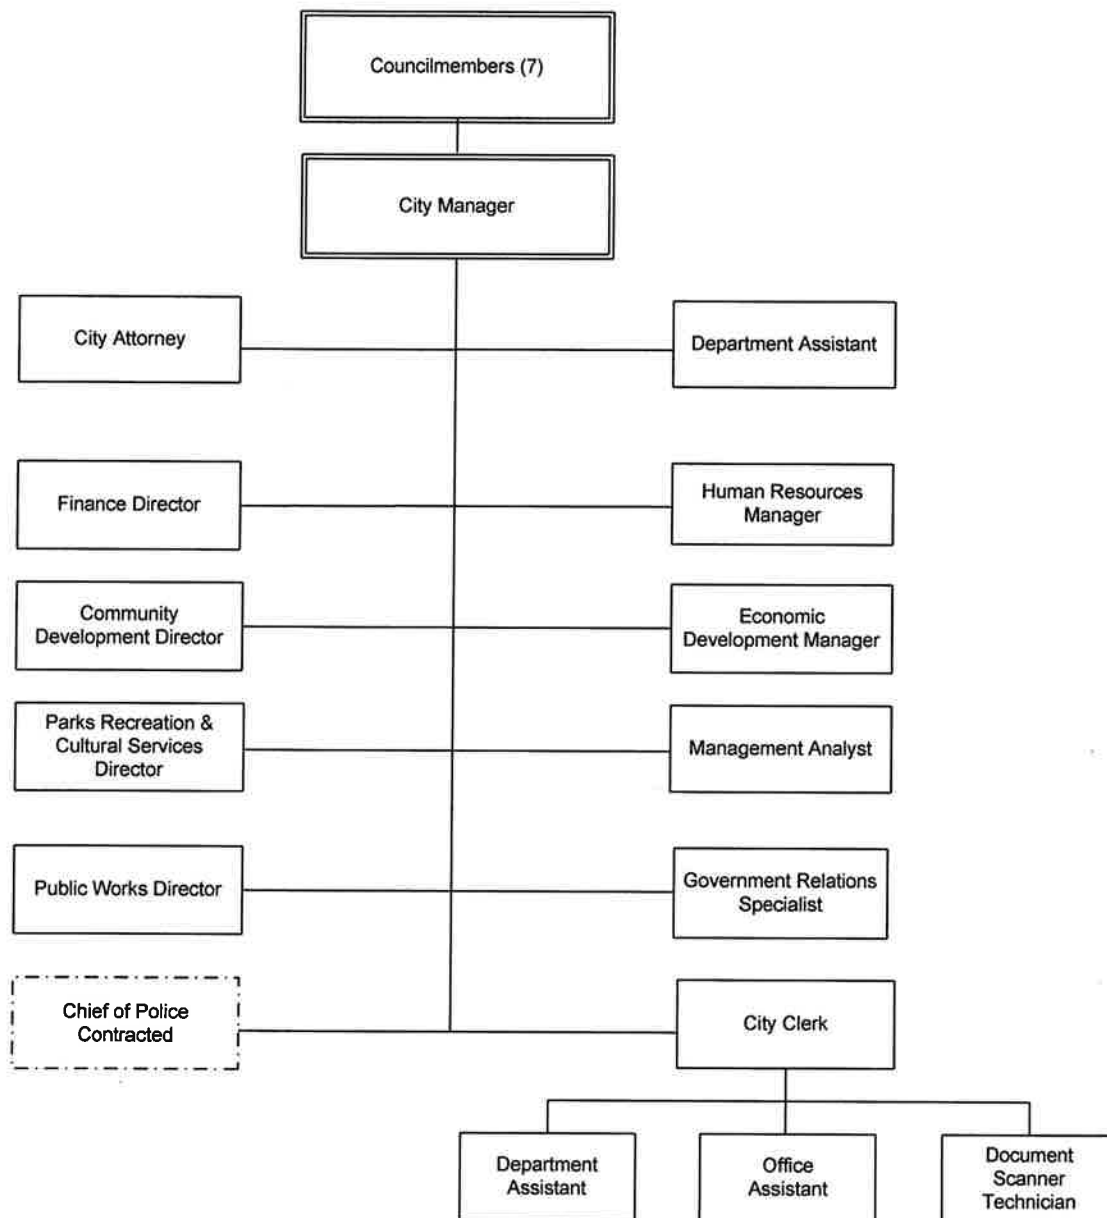 Councilmembers (7)
City Manager
City Attorney
Department Assistant
Finance Director
Human Resources
Manager
Community
Development Director
Economic
Development Manager
Parks Recreation &
Cultural Services
Director
Management Analyst
Public Works Director
Government Relations
Specialist
Chief of Police
Contracted
City Clerk
Department
Assistant
Office
Assistant
Document
Scanner
Technician